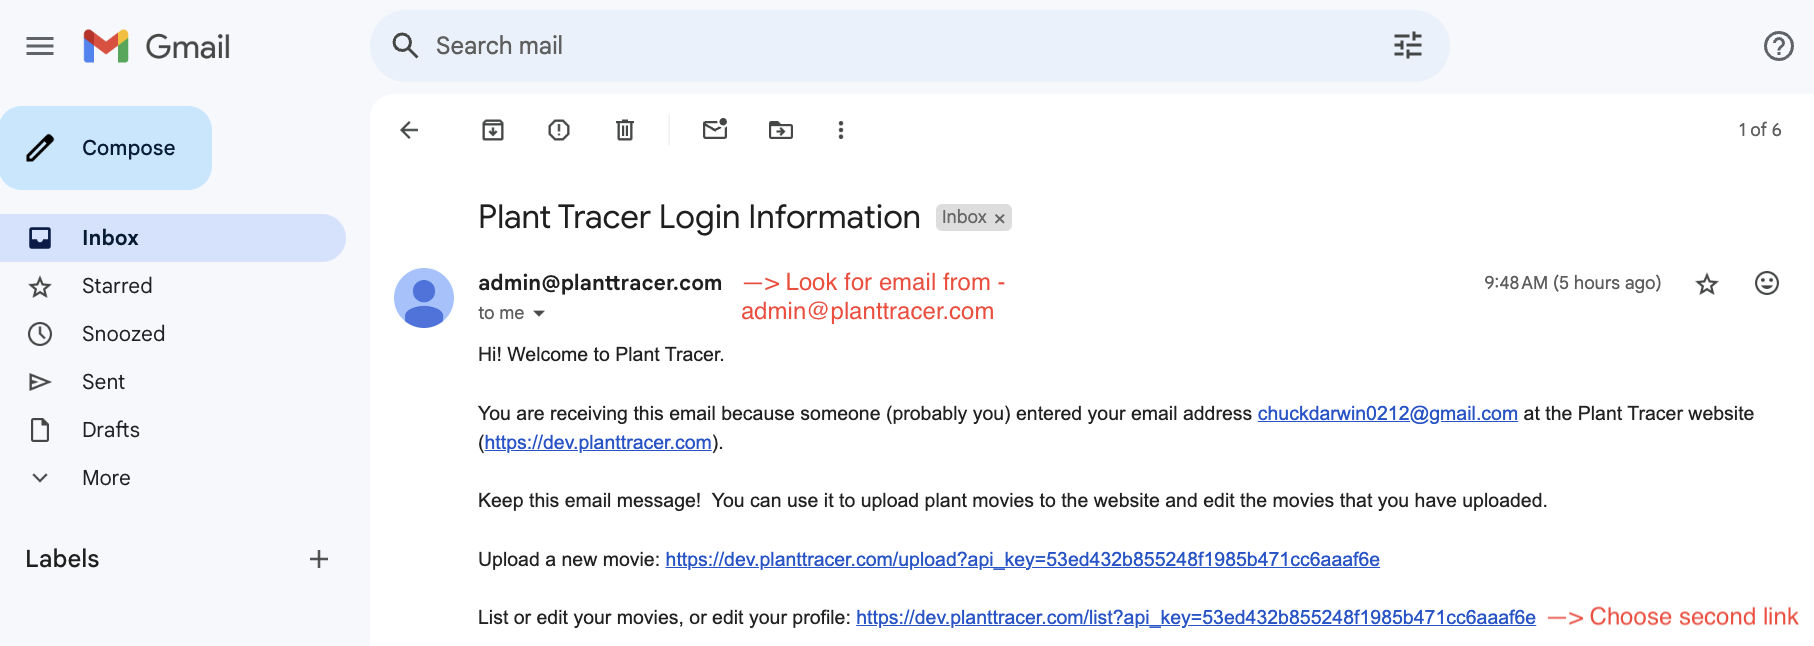 Gmail
Search mail
Compose
1 of 6
Inbox
Starred
Snoozed
Sent
Drafts
More
Labels
Plant Tracer Login Information Inbox ×
admin@planttracer.com —> Look for email from - 9:48 AM (5 hours ago)
to me admin@planttracer.com
Hi! Welcome to Plant Tracer.
You are receiving this email because someone (probably you) entered your email address chuckdarwin0212@gmail.com at the Plant Tracer website
(https://dev.planttracer.com).
Keep this email message!  You can use it to upload plant movies to the website and edit the movies that you have uploaded.
Upload a new movie: https://dev.planttracer.com/upload?api_key=53ed432b855248f1985b471cc6aaaf6e
List or edit your movies, or edit your profile: https://dev.planttracer.com/list?api_key=53ed432b855248f1985b471cc6aaaf6e —> Choose second link